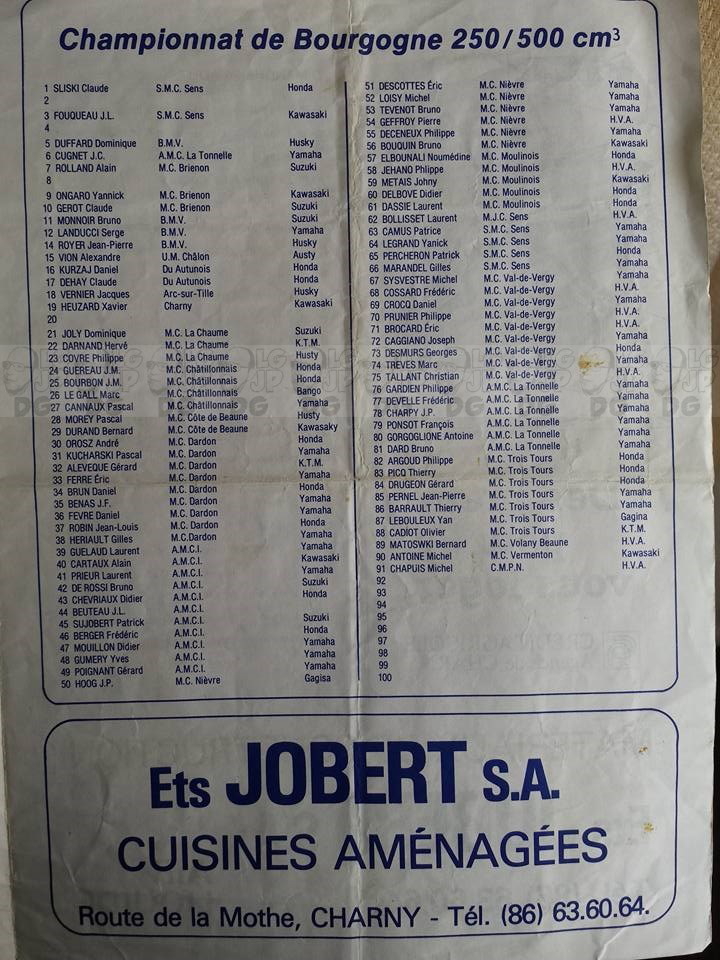 Championnat de Bourgogne 250/500 cm³
1 SLISKI Claude S.M.C. Sens Honda
2
3 FOUQUEAU J.L. S.M.C. Sens Kawasaki
4
5 DUFFARD Dominique B.M.V. Husky
6 CUGNET J.C. A.M.C. La Tonnelle Yamaha
7 ROLLAND Alain M.C. Brienon Suzuki
8
9 ONGARO Yannick M.C. Brienon Kawasaki
10 GEROT Claude M.C. Brienon Suzuki
11 MONNOIR Bruno B.M.V. Suzuki
12 LANDUCCI Serge B.M.V. Yamaha
14 ROYER Jean-Pierre B.M.V. Husky
15 VION Alexandre U.M. Châlon Austy
16 KURZAJ Daniel Du Autunois Honda
17 DEHAY Claude Du Autunois Honda
18 VERNIER Jacques Arc-sur-Tille Husky
19 HEUZARD Xavier Charny Kawasaki
20
21 JOLY Dominique M.C. La Chaume Suzuki
22 DARNAND Hervé M.C. La Chaume K.T.M.
23 COVRE Philippe M.C. La Chaume Husty
24 GUEREAU J.M. M.C. Châtillonnais Honda
25 BOURBON J.M. M.C. Châtillonnais Honda
26 LE GALL Marc M.C. Châtillonnais Bango
27 CANNAUX Pascal M.C. Châtillonnais Yamaha
28 MOREY Pascal M.C. Côte de Beaune Husty
29 DURAND Bernard M.C. Côte de Beaune Kawasaky
30 OROSZ André M.C. Dardon Honda
31 KUCHARSKI Pascal M.C. Dardon Yamaha
32 ALEVEQUE Gérard M.C. Dardon K.T.M.
33 FERRE Éric M.C. Dardon Yamaha
34 BRUN Daniel M.C. Dardon Honda
35 BENAS J.F. M.C. Dardon Yamaha
36 FEVRE Daniel M.C. Dardon Yamaha
37 ROBIN Jean-Louis M.C. Dardon Honda
38 HERIAULT Gilles M.C.Dardon Yamaha
39 GUELAUD Laurent A.M.C.I. Yamaha
40 CARTAUX Alain A.M.C.I. Kawasaki
41 PRIEUR Laurent A.M.C.I. Yamaha
42 DE ROSSI Bruno A.M.C.I. Suzuki
43 CHEVRIAUX Didier A.M.C.I. Honda
44 BEUTEAU J.L. A.M.C.I.
45 SUJOBERT Patrick A.M.C.I. Suzuki
46 BERGER Frédéric A.M.C.I. Honda
47 MOUILLON Didier A.M.C.I. Yamaha
48 GUMERY Yves A.M.C.I. Yamaha
49 POIGNANT Gérard A.M.C.I. Yamaha
50 HOOG J.P. M.C. Nièvre Gagisa
51 DESCOTTES Éric M.C. Nièvre Yamaha
52 LOISY Michel M.C. Nièvre Yamaha
53 TEVENOT Bruno M.C. Nièvre Yamaha
54 GEFFROY Pierre M.C. Nièvre H.V.A.
55 DECENEUX Philippe M.C. Nièvre Yamaha
56 BOUQUIN Bruno M.C. Nièvre Kawasaki
57 ELBOUNALI Noumédine M.C. Moulinois Honda
58 JEHANO Philppe M.C. Moulinois H.V.A.
59 METAIS Johny M.C. Moulinois Kawasaki
60 DELBOVE Didier M.C. Moulinois Honda
61 DASSIE Laurent M.C. Moulinois Honda
62 BOLLISSET Laurent M.J.C. Sens H.V.A.
63 CAMUS Patrice S.M.C. Sens Yamaha
64 LEGRAND Yanick S.M.C. Sens Yamaha
65 PERCHERON Patrick S.M.C. Sens Honda
66 MARANDEL Gilles S.M.C. Sens Yamaha
67 SYSVESTRE Michel M.C. Val-de-Vergy Yamaha
68 COSSARD Frédéric M.C. Val-de-Vergy H.V.A.
69 CROCQ Daniel M.C. Val-de-Vergy Yamaha
70 PRUNIER Philippe M.C. Val-de-Vergy H.V.A.
71 BROCARD Éric M.C. Val-de-Vergy H.V.A.
72 CAGGIANO Joseph M.C. Val-de-Vergy Yamaha
73 DESMURS Georges M.C. Val-de-Vergy Honda
74 TREVES Marc M.C. Val-de-Vergy Yamaha
75 TALLANT Christian M.C. Val-de-Vergy H.V.A.
76 GARDIEN Philippe A.M.C. La Tonnelle Yamaha
77 DEVELLE Frédéric A.M.C. La Tonnelle Yamaha
78 CHARPY J.P. A.M.C. La Tonnelle Yamaha
79 PONSOT François A.M.C. La Tonnelle Yamaha
80 GORGOGLIONE Antoine A.M.C. La Tonnelle Yamaha
81 DARD Bruno A.M.C. La Tonnelle Yamaha
82 ARGOUD Philippe M.C. Trois Tours Honda
83 PICQ Thierry M.C. Trois Tours Honda
84 DRUGEON Gérard M.C. Trois Tours Honda
85 PERNEL Jean-Pierre M.C. Trois Tours Yamaha
86 BARRAULT Thierry M.C. Trois Tours Yamaha
87 LEBOULEUX Yan M.C. Trois Tours Gagina
88 CADIOT Olivier M.C. Trois Tours K.T.M.
89 MATOSWKI Bernard M.C. Volany Beaune H.V.A.
90 ANTOINE Michel M.C. Vermenton Kawasaki
91 CHAPUIS Michel C.M.P.N. H.V.A.
92
93
94
95
96
97
98
99
100
Ets JOBERT S.A.
CUISINES AMÉNAGÉES
Route de la Mothe, CHARNY - Tél. (86) 63.60.64.